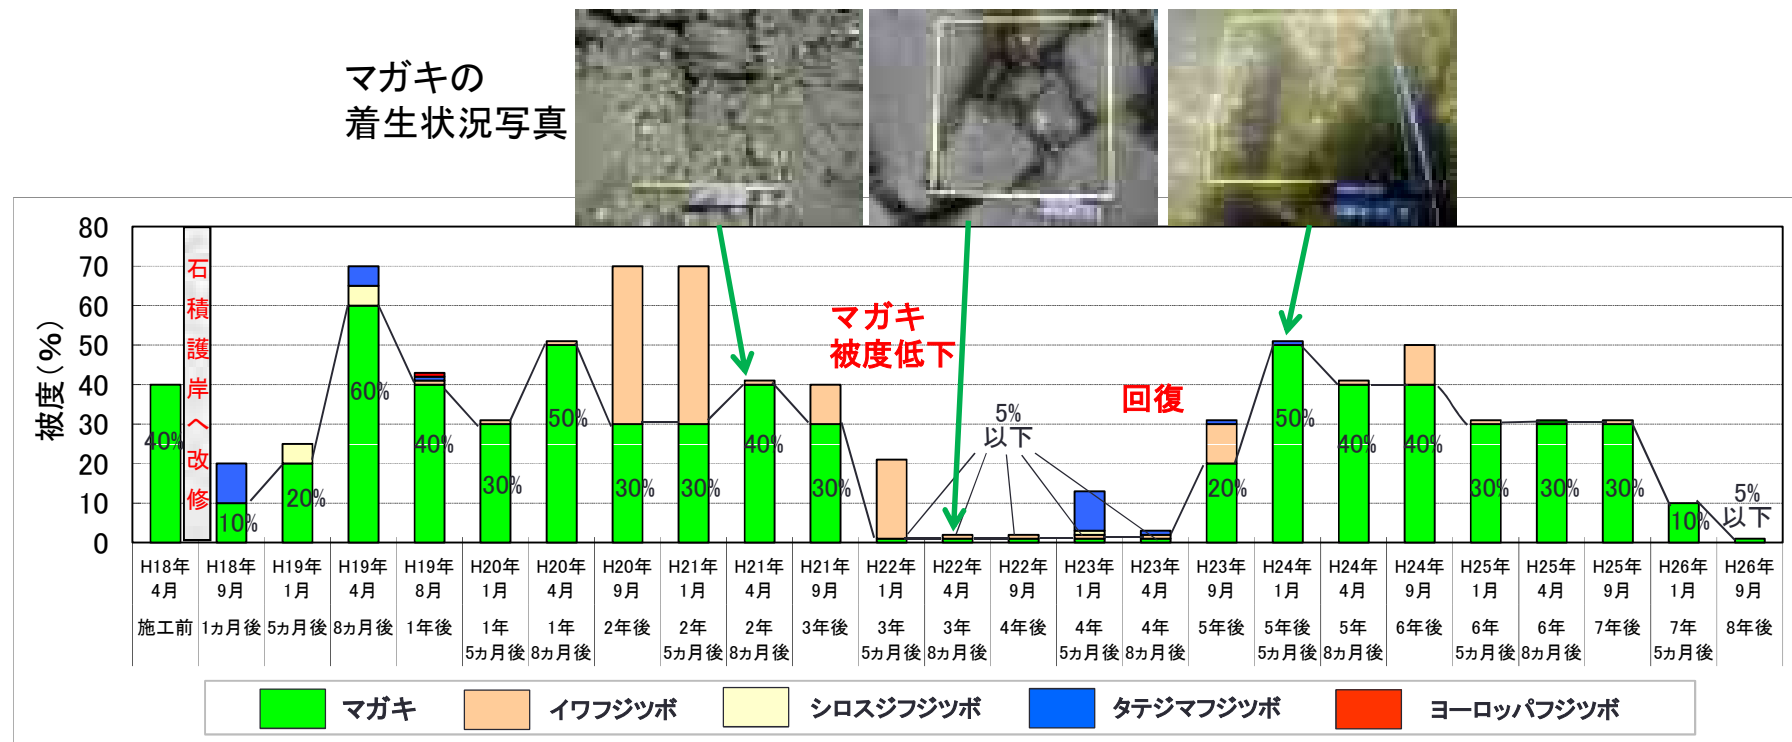 マガキの
着生状況写真
被度(%)
80
70
60
50
40
30
20
10
0
石積護岸へ改修
マガキ
被度低下
回復
5%
以下
5%
以下
40%
10%
20%
60%
40%
30%
50%
30%
30%
40%
30%
20%
50%
40%
40%
30%
30%
30%
10%
H18年 H18年 H19年 H19年 H19年 H20年 H20年 H20年 H21年 H21年 H21年 H22年 H22年 H22年 H23年 H23年 H23年 H24年 H24年 H24年 H25年 H25年 H25年 H26年 H26年
4月 9月 1月 4月 8月 1月 4月 9月 1月 4月 9月 1月 4月 9月 1月 4月 9月 1月 4月 9月 1月 4月 9月 1月 9月
施工前 1ヵ月後 5ヵ月後 8ヵ月後 1年後 1年 1年 2年後 2年 2年 3年後 3年 3年 4年後 4年 4年 5年後 5年後 5年 6年後 6年 6年 7年後 7年 8年後
5ヵ月後 8ヵ月後 5ヵ月後 8ヵ月後 5ヵ月後 8ヵ月後 5ヵ月後 8ヵ月後 5ヵ月後 8ヵ月後 5ヵ月後 8ヵ月後 5ヵ月後
マガキ イワフジツボ シロスジフジツボ タテジマフジツボ ヨーロッパフジツボ